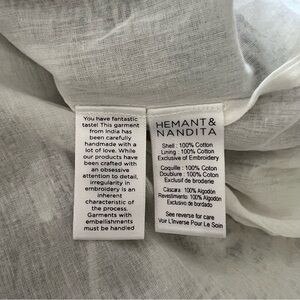 You have fantastic
taste! This garment
from India has
been carefully
handmade with a
lot of love. While
our products have
been crafted with
an obsessive
attention to detail,
irregularity in
embroidery is an
inherent
characteristic of
the process.
Garments with
embellishments
must be handled
HEMANT &
NANDITA
Shell : 100% Cotton
Lining : 100% Cotton
Exclusive of Embroidery
Coquille : 100% Coton
Doublure : 100% Coton
Exclusif de broderie
Cáscara: 100% Algodón
Revestimiento: 100% Algodón
Exclusivo de bordado
See reverse for care
Voir L'Inverse Pour Le Soin